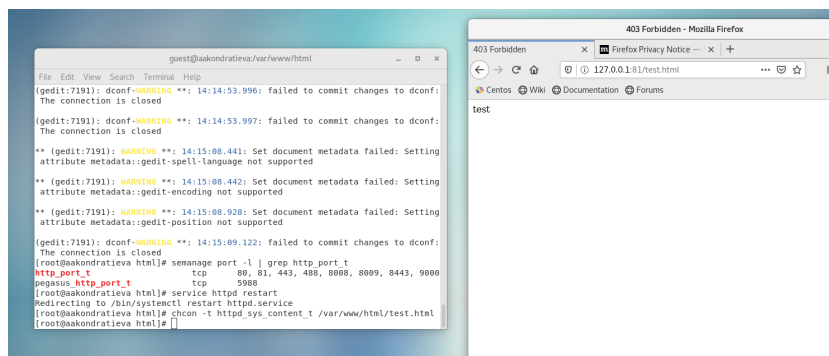 guest@aakondratieva:/var/www/html
File Edit View Search Terminal Help
(gedit:7191): dconf-WARNING **: 14:14:53.996: failed to commit changes to dconf:
The connection is closed
(gedit:7191): dconf-WARNING **: 14:14:53.997: failed to commit changes to dconf:
The connection is closed
** (gedit:7191): WARNING **: 14:15:08.441: Set document metadata failed: Setting
attribute metadata::gedit-spell-language not supported
** (gedit:7191): WARNING **: 14:15:08.442: Set document metadata failed: Setting
attribute metadata::gedit-encoding not supported
** (gedit:7191): WARNING **: 14:15:08.928: Set document metadata failed: Setting
attribute metadata::gedit-position not supported
(gedit:7191): dconf-WARNING **: 14:15:09.122: failed to commit changes to dconf:
The connection is closed
[root@aakondratieva html]# semanage port -l | grep http_port_t
http_port_t tcp 80, 81, 443, 488, 8008, 8009, 8443, 9000
pegasus_http_port_t tcp 5988
[root@aakondratieva html]# service httpd restart
Redirecting to /bin/systemctl restart httpd.service
[root@aakondratieva html]# chcon -t httpd_sys_content_t /var/www/html/test.html
[root@aakondratieva html]#
403 Forbidden - Mozilla Firefox
403 Forbidden
Firefox Privacy Notice —
127.0.0.1:81/test.html
Centos Wiki Documentation Forums
test